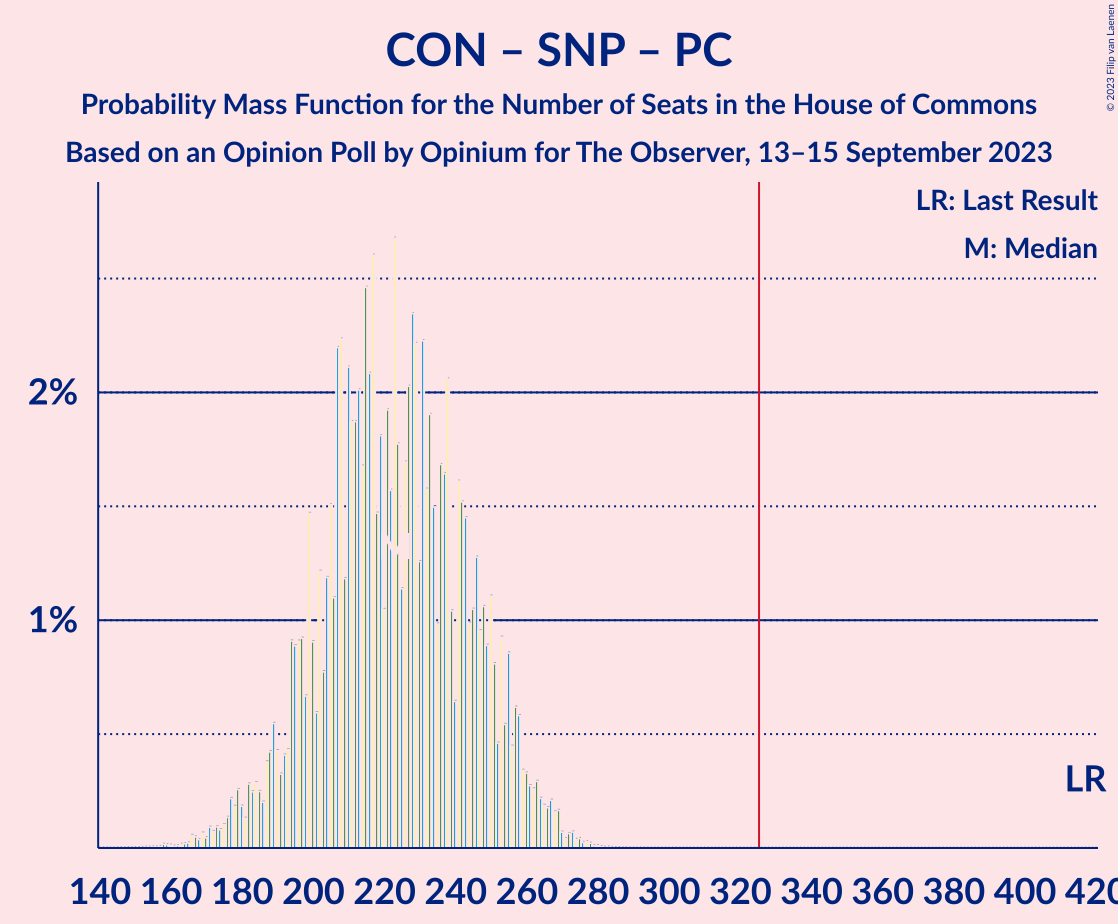 CON – SNP – PC
Probability Mass Function for the Number of Seats in the House of Commons
Based on an Opinion Poll by Opinium for The Observer, 13–15 September 2023
© 2023 Filip van Laenen
LR: Last Result
M: Median
2%
1%
LR
140 160 180 200 220 240 260 280 300 320 340 360 380 400 420